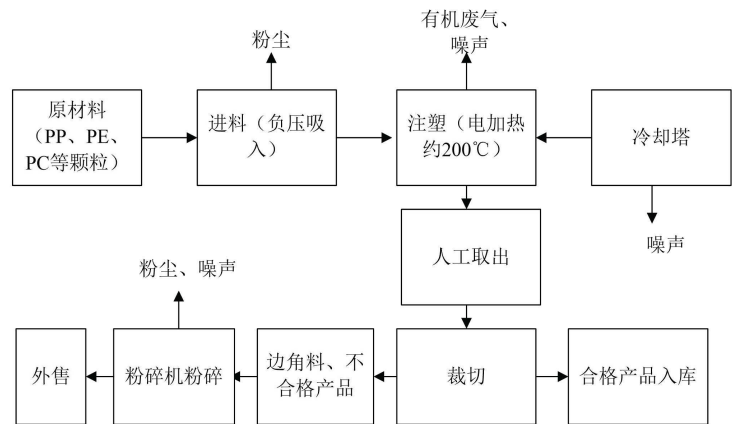 粉尘
有机废气、
噪声
原材料
（PP、PE、
PC等颗粒）
进料（负压吸
入）
注塑（电加热
约200℃）
冷却塔
噪声
人工取出
粉尘、噪声
外售
粉碎机粉碎
边角料、不
合格产品
裁切
合格产品入库